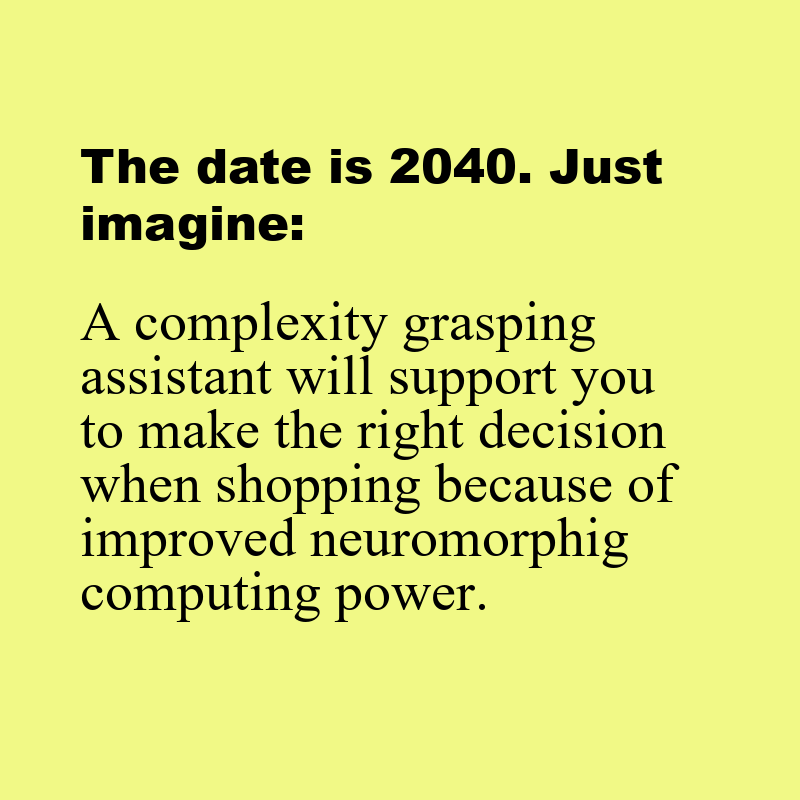 The date is 2040. Just
imagine:
A complexity grasping
assistant will support you
to make the right decision
when shopping because of
improved neuromorphig
computing power.